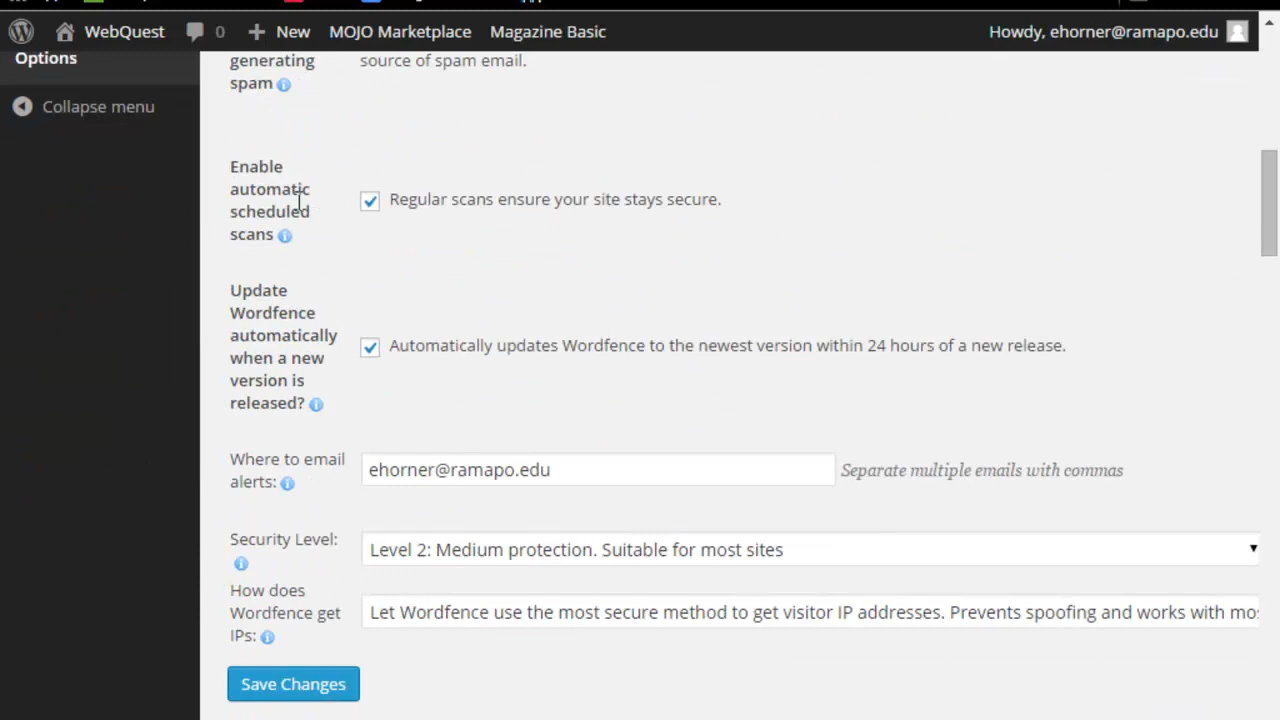 WebQuest 0 New MOJO Marketplace Magazine Basic Howdy, ehorner@ramapo.edu
Options
Collapse menu
generating
spam
source of spam email.
Enable
automatic
scheduled
scans
Regular scans ensure your site stays secure.
Update
Wordfence
automatically
when a new
version is
released?
Automatically updates Wordfence to the newest version within 24 hours of a new release.
Where to email
alerts:
ehorner@ramapo.edu
Separate multiple emails with commas
Security Level:
Level 2: Medium protection. Suitable for most sites
How does
Wordfence get
IPs:
Let Wordfence use the most secure method to get visitor IP addresses. Prevents spoofing and works with mos
Save Changes